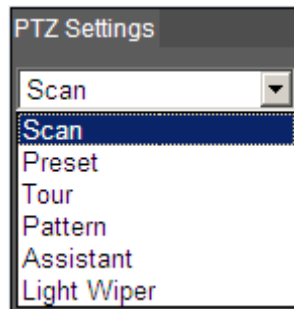 PTZ Settings
Scan
Scan
Preset
Tour
Pattern
Assistant
Light Wiper